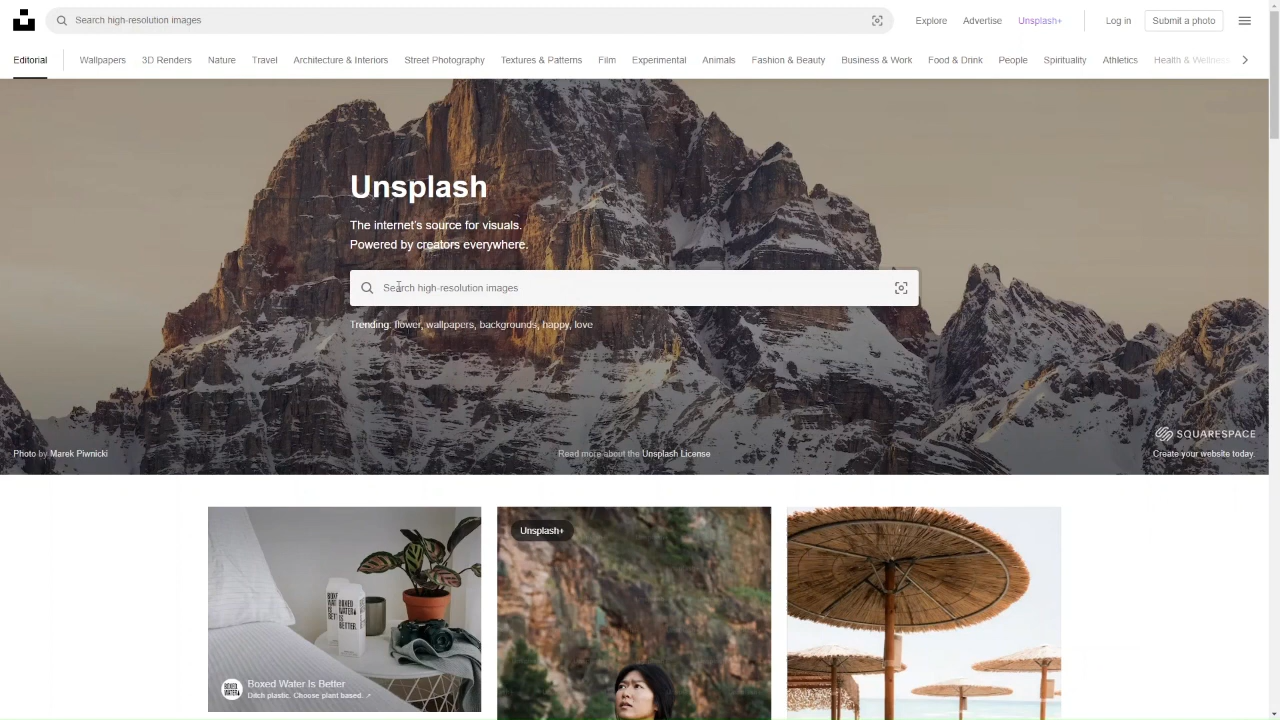 Search high-resolution images
Explore
Advertise
Unsplash+
Log in
Submit a photo
Editorial
Wallpapers
3D Renders
Nature
Travel
Architecture & Interiors
Street Photography
Textures & Patterns
Film
Experimental
Animals
Fashion & Beauty
Business & Work
Food & Drink
People
Spirituality
Athletics
Health & Wellness
Unsplash
The internet's source for visuals.
Powered by creators everywhere.
Search high-resolution images
Trending: flower, wallpapers, backgrounds, happy, love
SQUARESPACE
Photo by Marek Piwnicki
Read more about the Unsplash License
Create your website today.
Unsplash+
BOXED
WATER
IS
BETTER
Boxed Water Is Better
Ditch plastic. Choose plant based.